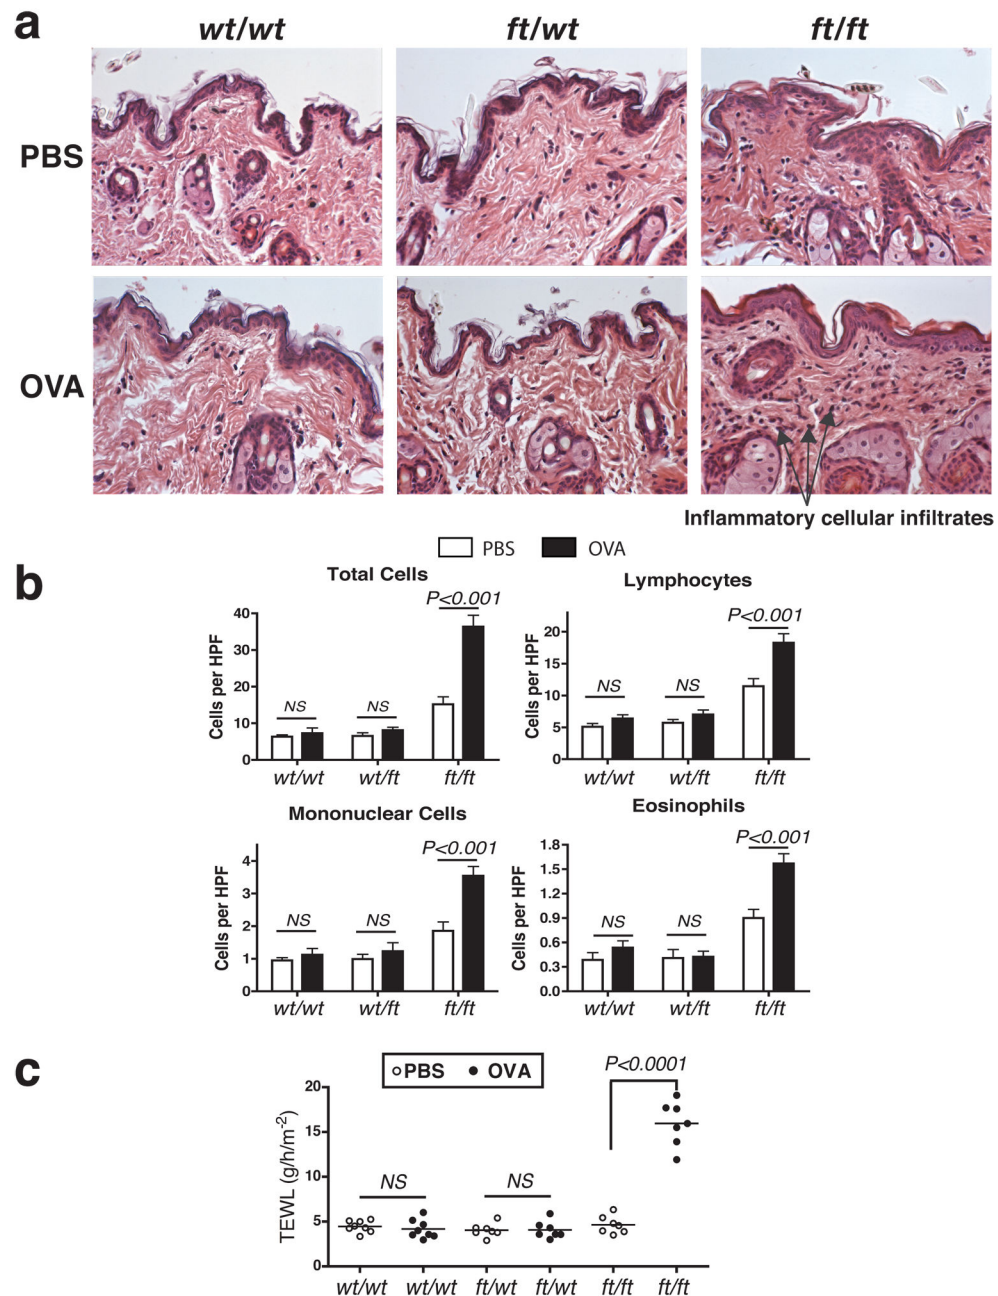 a
wt/wt ft/wt ft/ft
PBS
OVA
Inflammatory cellular infiltrates
PBS OVA
b
Total Cells
Cells per HPF
40
30
20
10
0
NS
NS
P<0.001
wt/wt wt/ft ft/ft
Lymphocytes
Cells per HPF
20
15
10
5
0
NS
NS
P<0.001
wt/wt wt/ft ft/ft
Mononuclear Cells
Cells per HPF
4
3
2
1
0
NS
NS
P<0.001
wt/wt wt/ft ft/ft
Eosinophils
Cells per HPF
1.8
1.5
1.2
0.9
0.6
0.3
0.0
NS
NS
P<0.001
wt/wt wt/ft ft/ft
c
PBS OVA
TEWL (g/h/m-2)
20
15
10
5
0
NS
NS
P<0.0001
wt/wt wt/wt ft/wt ft/wt ft/ft ft/ft